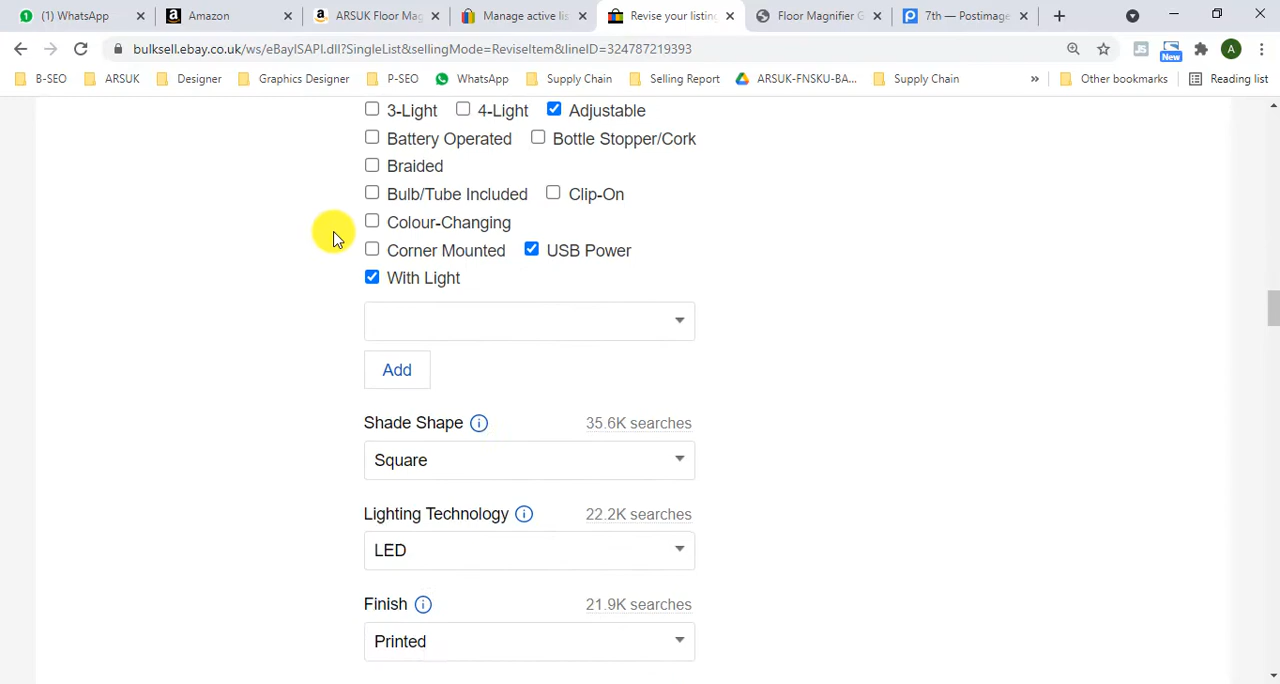 (1) WhatsApp
Amazon
ARSUK Floor Mag
Manage active lis
Revise your listing
Floor Magnifier G
7th — Postimage
bulksell.ebay.co.uk/ws/eBayISAPI.dll?SingleList&sellingMode=ReviseItem&lineID=324787219393
JS
New
A
B-SEO
ARSUK
Designer
Graphics Designer
P-SEO
WhatsApp
Supply Chain
Selling Report
ARSUK-FNSKU-BA...
Supply Chain
»
Other bookmarks
Reading list
3-Light 4-Light Adjustable
Battery Operated Bottle Stopper/Cork
Braided
Bulb/Tube Included Clip-On
Colour-Changing
Corner Mounted USB Power
With Light
Add
Shade Shape 35.6K searches
Square
Lighting Technology 22.2K searches
LED
Finish 21.9K searches
Printed